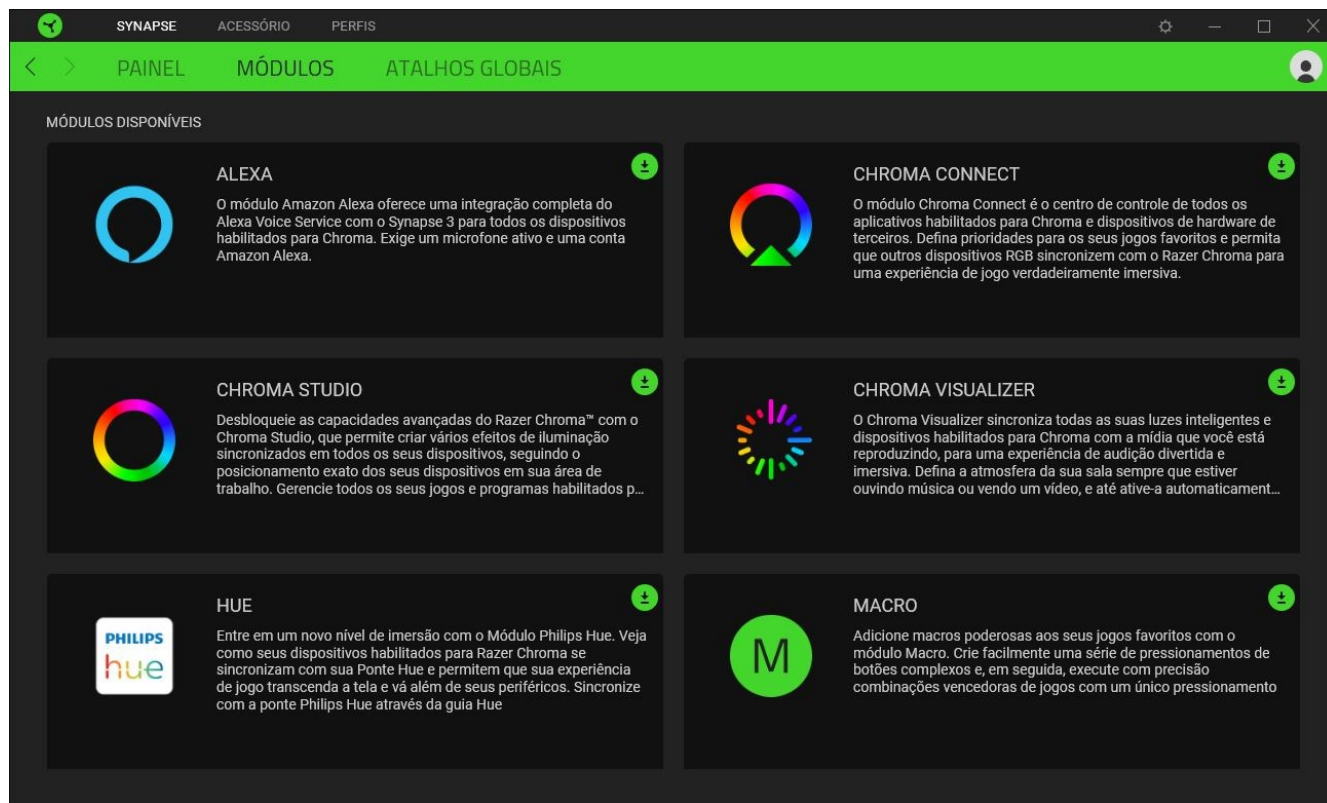 SYNAPSE ACESSÓRIO PERFIS
PAINEL MÓDULOS ATALHOS GLOBAIS
MÓDULOS DISPONÍVEIS
ALEXA
O módulo Amazon Alexa oferece uma integração completa do
Alexa Voice Service com o Synapse 3 para todos os dispositivos
habilitados para Chroma. Exige um microfone ativo e uma conta
Amazon Alexa.
CHROMA CONNECT
O módulo Chroma Connect é o centro de controle de todos os
aplicativos habilitados para Chroma e dispositivos de hardware de
terceiros. Defina prioridades para os seus jogos favoritos e permita
que outros dispositivos RGB sincronizem com o Razer Chroma para
uma experiência de jogo verdadeiramente imersiva.
CHROMA STUDIO
Desbloqueie as capacidades avançadas do Razer Chroma™ com o
Chroma Studio, que permite criar vários efeitos de iluminação
sincronizados em todos os seus dispositivos, seguindo o
posicionamento exato dos seus dispositivos em sua área de
trabalho. Gerencie todos os seus jogos e programas habilitados p...
CHROMA VISUALIZER
O Chroma Visualizer sincroniza todas as suas luzes inteligentes e
dispositivos habilitados para Chroma com a mídia que você está
reproduzindo, para uma experiência de audição divertida e
imersiva. Defina a atmosfera da sua sala sempre que estiver
ouvindo música ou vendo um vídeo, e até ative-a automaticament...
PHILIPS
hue
HUE
Entre em um novo nível de imersão com o Módulo Philips Hue. Veja
como seus dispositivos habilitados para Razer Chroma se
sincronizam com sua Ponte Hue e permitem que sua experiência
de jogo transcenda a tela e vá além de seus periféricos. Sincronize
com a ponte Philips Hue através da guia Hue
M
MACRO
Adicione macros poderosas aos seus jogos favoritos com o
módulo Macro. Crie facilmente uma série de pressionamentos de
botões complexos e, em seguida, execute com precisão
combinações vencedoras de jogos com um único pressionamento